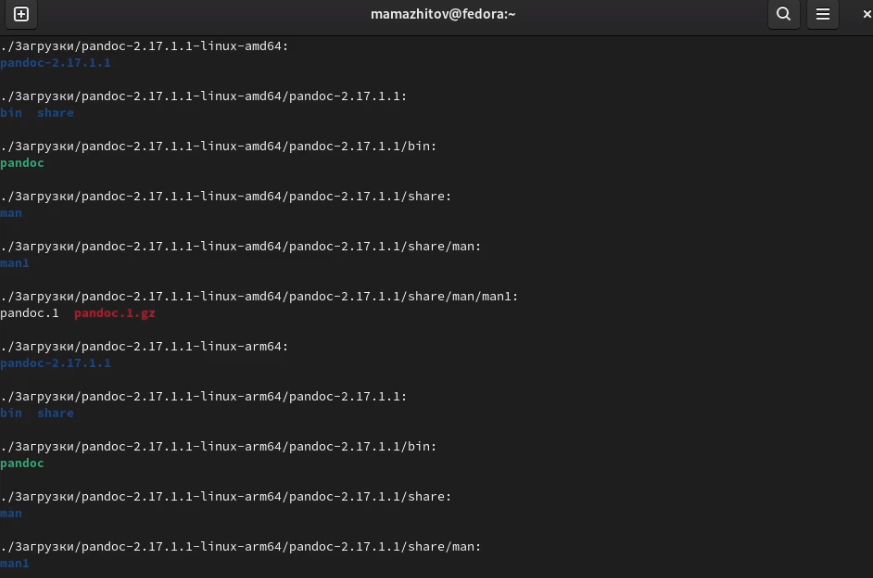 mamazhitov@fedora:~
./Загрузки/pandoc-2.17.1.1-linux-amd64:
pandoc-2.17.1.1
./Загрузки/pandoc-2.17.1.1-linux-amd64/pandoc-2.17.1.1:
bin  share
./Загрузки/pandoc-2.17.1.1-linux-amd64/pandoc-2.17.1.1/bin:
pandoc
./Загрузки/pandoc-2.17.1.1-linux-amd64/pandoc-2.17.1.1/share:
man
./Загрузки/pandoc-2.17.1.1-linux-amd64/pandoc-2.17.1.1/share/man:
man1
./Загрузки/pandoc-2.17.1.1-linux-amd64/pandoc-2.17.1.1/share/man/man1:
pandoc.1  pandoc.1.gz
./Загрузки/pandoc-2.17.1.1-linux-arm64:
pandoc-2.17.1.1
./Загрузки/pandoc-2.17.1.1-linux-arm64/pandoc-2.17.1.1:
bin  share
./Загрузки/pandoc-2.17.1.1-linux-arm64/pandoc-2.17.1.1/bin:
pandoc
./Загрузки/pandoc-2.17.1.1-linux-arm64/pandoc-2.17.1.1/share:
man
./Загрузки/pandoc-2.17.1.1-linux-arm64/pandoc-2.17.1.1/share/man:
man1